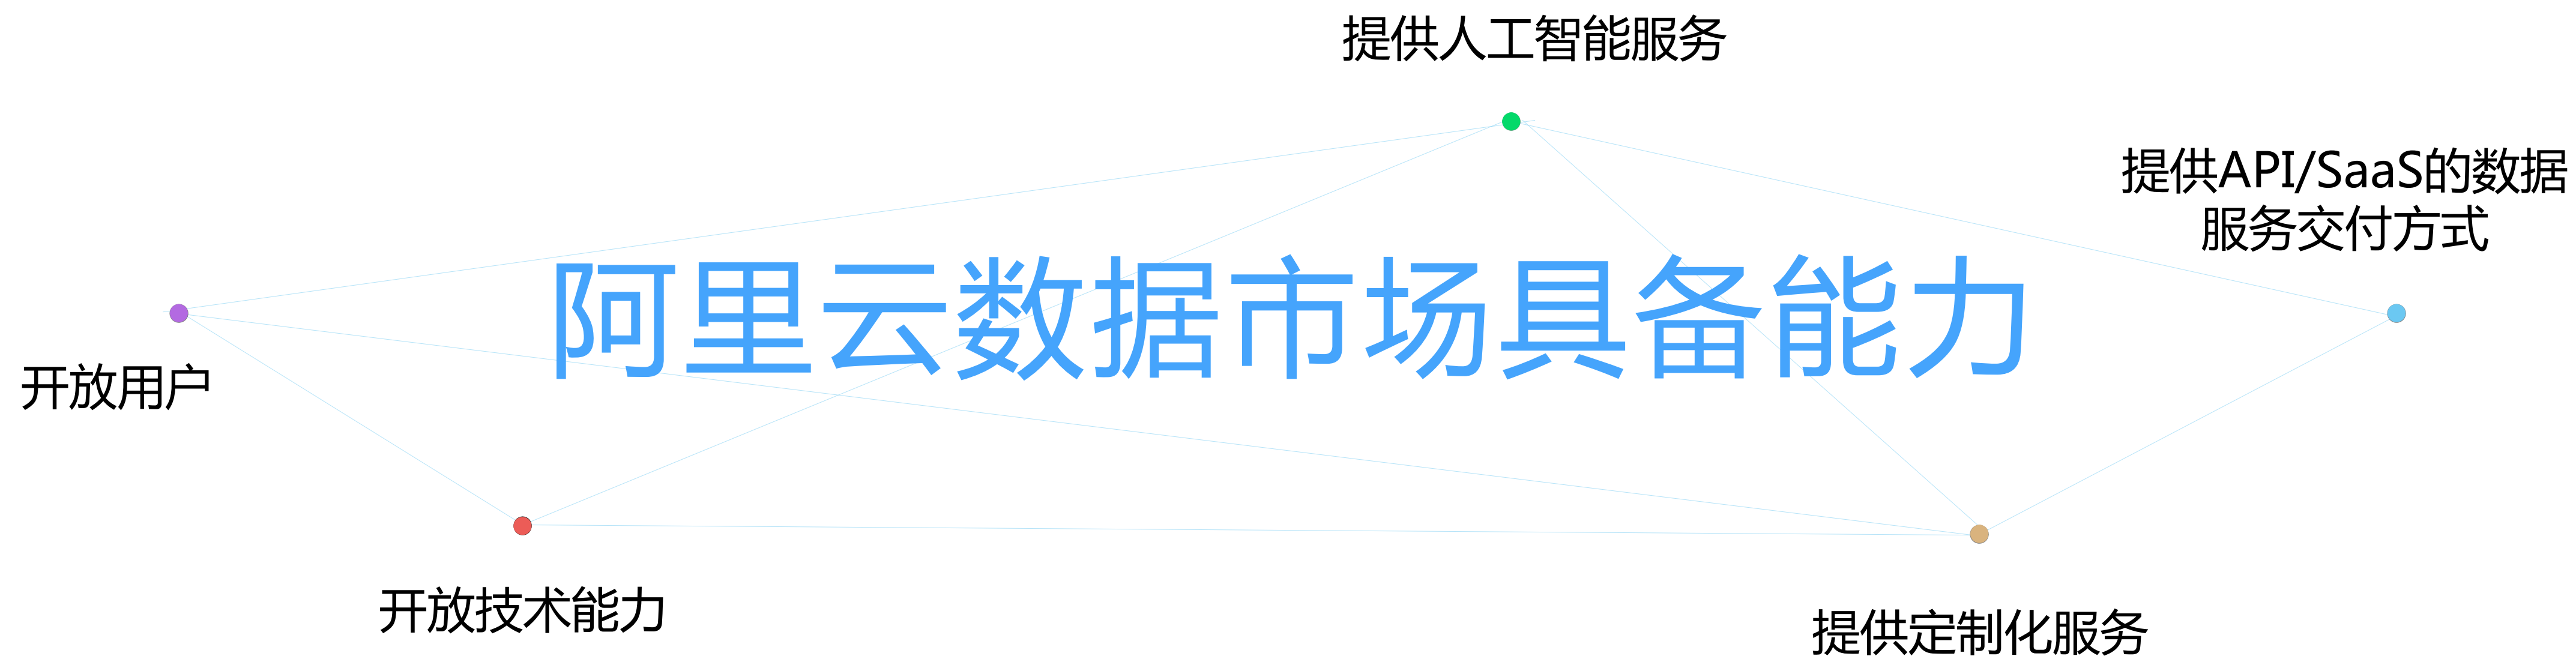 提供人工智能服务
提供API/SaaS的数据
服务交付方式
阿里云数据市场具备能力
开放用户
开放技术能力
提供定制化服务